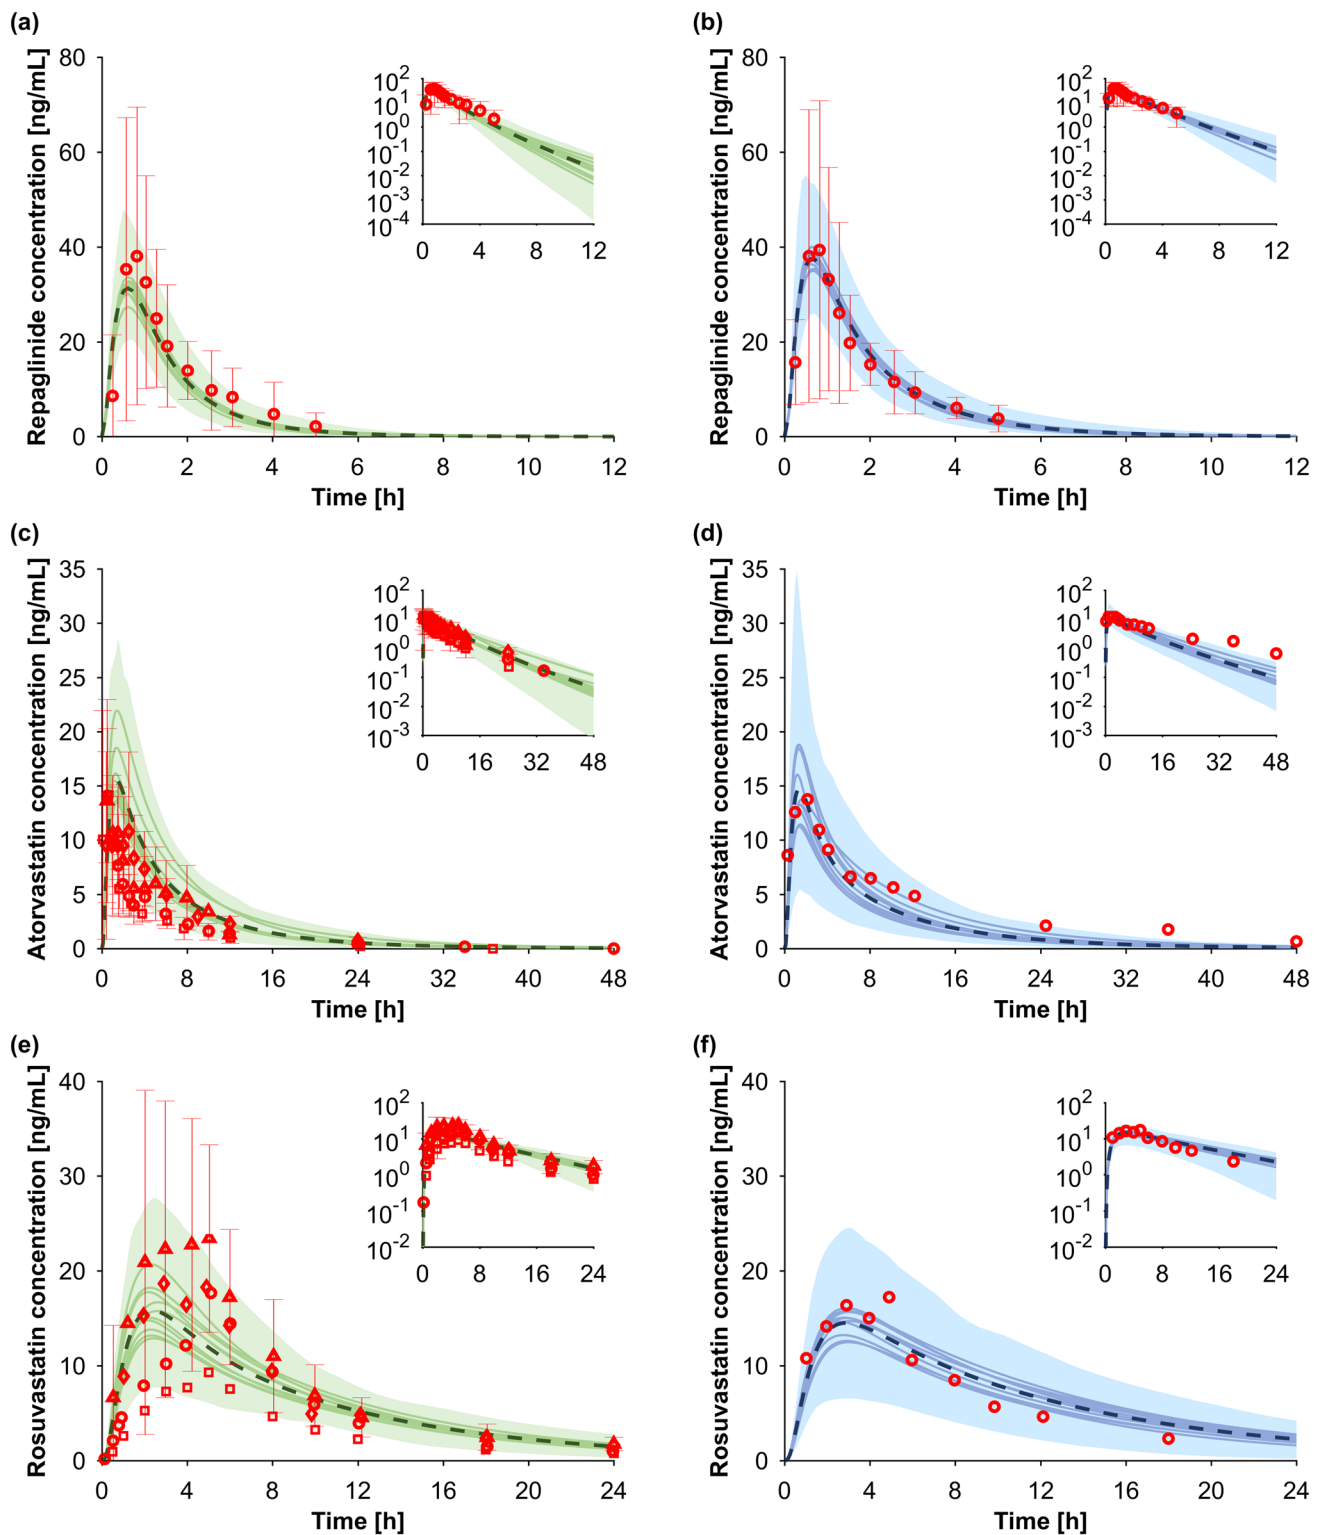 (a)
Repaglinide concentration [ng/mL]
80
60
40
20
0
0 2 4 6 8 10 12
Time [h]
10²
10¹
10⁰
10⁻¹
10⁻²
10⁻³
10⁻⁴
0 4 8 12
(b)
Repaglinide concentration [ng/mL]
80
60
40
20
0
0 2 4 6 8 10 12
Time [h]
10²
10¹
10⁰
10⁻¹
10⁻²
10⁻³
10⁻⁴
0 4 8 12
(c)
Atorvastatin concentration [ng/mL]
35
30
25
20
15
10
5
0
0 8 16 24 32 40 48
Time [h]
10²
10¹
10⁰
10⁻¹
10⁻²
10⁻³
0 16 32 48
(d)
Atorvastatin concentration [ng/mL]
35
30
25
20
15
10
5
0
0 8 16 24 32 40 48
Time [h]
10²
10¹
10⁰
10⁻¹
10⁻²
10⁻³
0 16 32 48
(e)
Rosuvastatin concentration [ng/mL]
40
30
20
10
0
0 4 8 12 16 20 24
Time [h]
10²
10¹
10⁰
10⁻¹
10⁻²
0 8 16 24
(f)
Rosuvastatin concentration [ng/mL]
40
30
20
10
0
0 4 8 12 16 20 24
Time [h]
10²
10¹
10⁰
10⁻¹
10⁻²
0 8 16 24